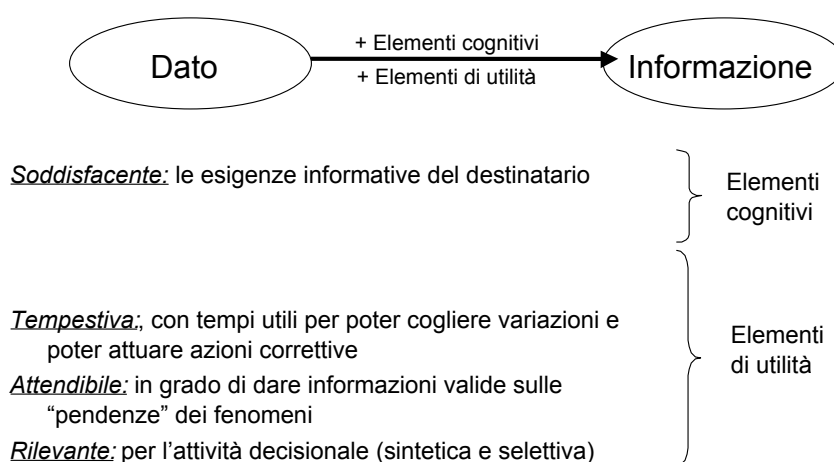 Dato
+ Elementi cognitivi
+ Elementi di utilità
Informazione
Soddisfacente: le esigenze informative del destinatario
Elementi
cognitivi
Tempestiva:, con tempi utili per poter cogliere variazioni e
poter attuare azioni correttive
Attendibile: in grado di dare informazioni valide sulle
“pendenze” dei fenomeni
Rilevante: per l’attività decisionale (sintetica e selettiva)
Elementi
di utilità